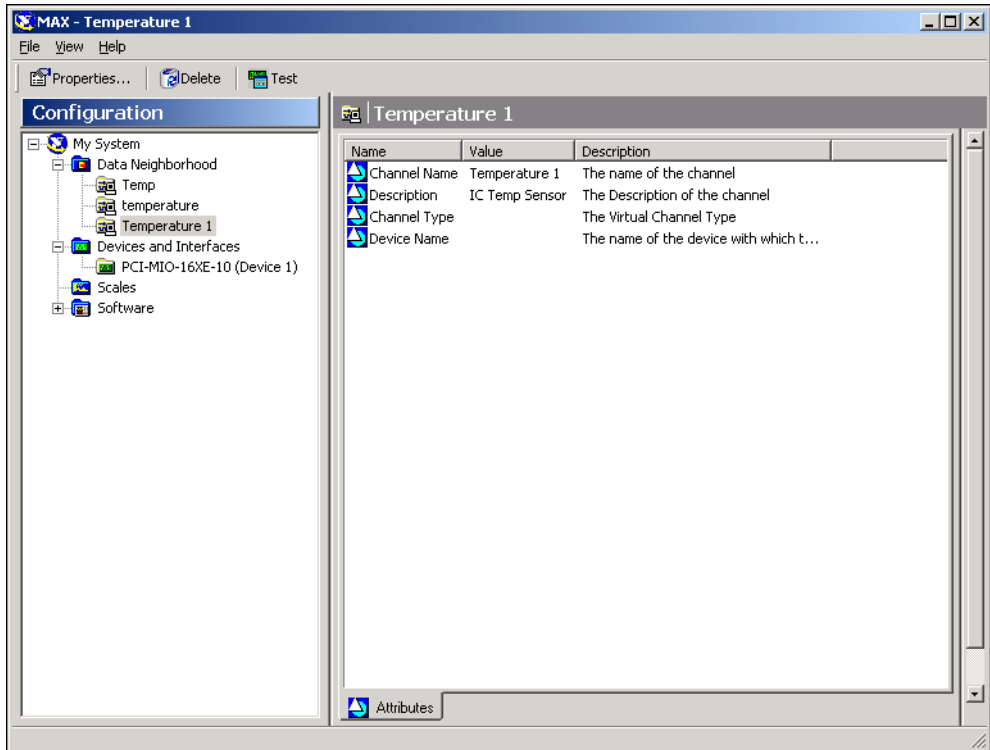 MAX - Temperature 1
File View Help
Properties... Delete Test
Configuration
My System
Data Neighborhood
Temp
temperature
Temperature 1
Devices and Interfaces
PCI-MIO-16XE-10 (Device 1)
Scales
Software
Temperature 1
Name Value Description
Channel Name Temperature 1 The name of the channel
Description IC Temp Sensor The Description of the channel
Channel Type The Virtual Channel Type
Device Name The name of the device with which t...
Attributes